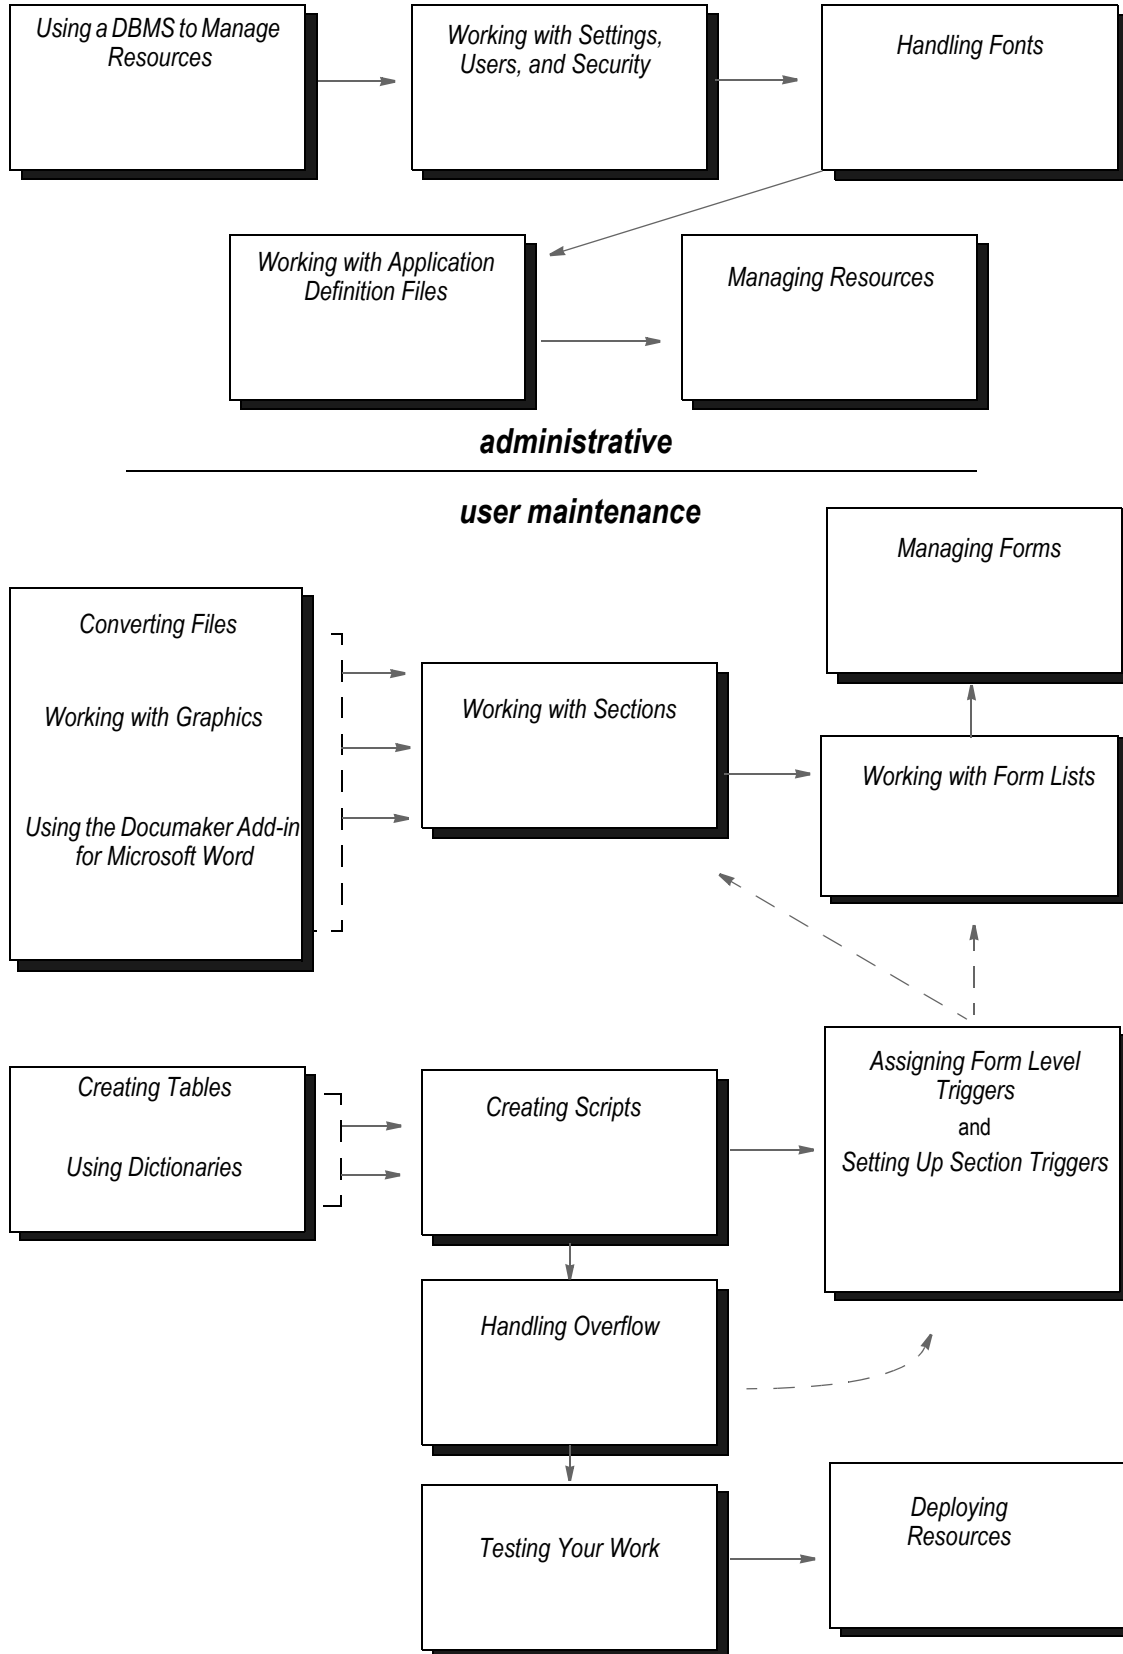 Using a DBMS to Manage
Resources
Working with Settings,
Users, and Security
Handling Fonts
Working with Application
Definition Files
Managing Resources
administrative
user maintenance
Managing Forms
Converting Files
Working with Graphics
Using the Documaker Add-in
for Microsoft Word
Working with Sections
Working with Form Lists
Creating Tables
Using Dictionaries
Creating Scripts
Assigning Form Level
Triggers
and
Setting Up Section Triggers
Handling Overflow
Testing Your Work
Deploying
Resources